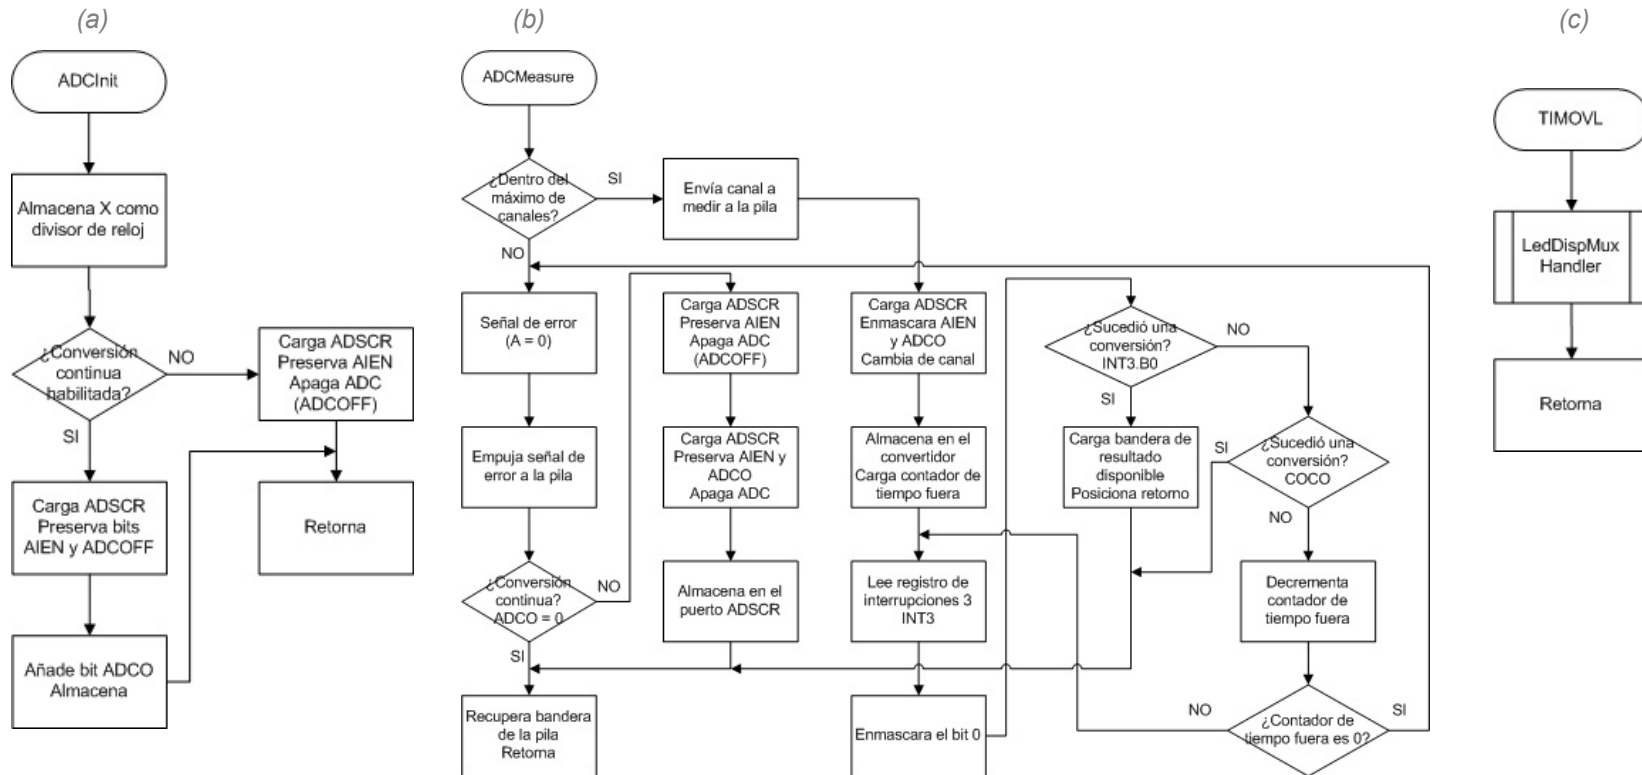 (a)
ADCInit
Almacena X como
divisor de reloj
¿Conversión
continua
habilitada?
NO
SI
Carga ADSCR
Preserva AIEN
Apaga ADC
(ADCOFF)
Carga ADSCR
Preserva bits
AIEN y ADCOFF
Retorna
Añade bit ADCO
Almacena
(b)
ADCMeasure
¿Dentro del
máximo de
canales?
SI
NO
Envía canal a
medir a la pila
Señal de error
(A = 0)
Empuja señal de
error a la pila
¿Conversión
continua?
ADCO = 0
NO
SI
Recupera bandera
de la pila
Retorna
Carga ADSCR
Preserva AIEN
Apaga ADC
(ADCOFF)
Carga ADSCR
Preserva AIEN y
ADCO
Apaga ADC
Almacena en el
puerto ADSCR
Carga ADSCR
Enmascara AIEN
y ADCO
Cambia de canal
Almacena en el
convertidor
Carga contador de
tiempo fuera
Lee registro de
interrupciones 3
INT3
Enmascara el bit 0
¿Sucedió una
conversión?
INT3.B0
NO
SI
Carga bandera de
resultado
disponible
Posiciona retorno
¿Sucedió una
conversión?
COCO
SI
NO
Decrementa
contador de
tiempo fuera
¿Contador de
tiempo fuera es 0?
NO
SI
(c)
TIMOVL
LedDispMux
Handler
Retorna